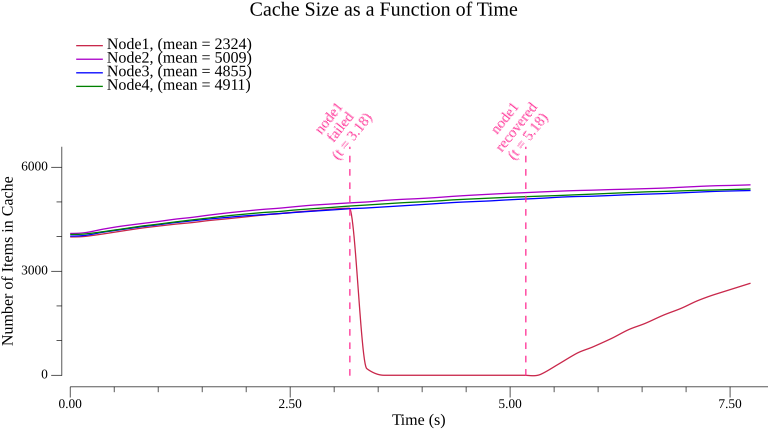 Cache Size as a Function of Time
Node1, (mean = 2324)
Node2, (mean = 5009)
Node3, (mean = 4855)
Node4, (mean = 4911)
node1
failed
(t = 3.18)
node1
recovered
(t = 5.18)
Number of Items in Cache
6000
3000
0
0.00
2.50
5.00
7.50
Time (s)